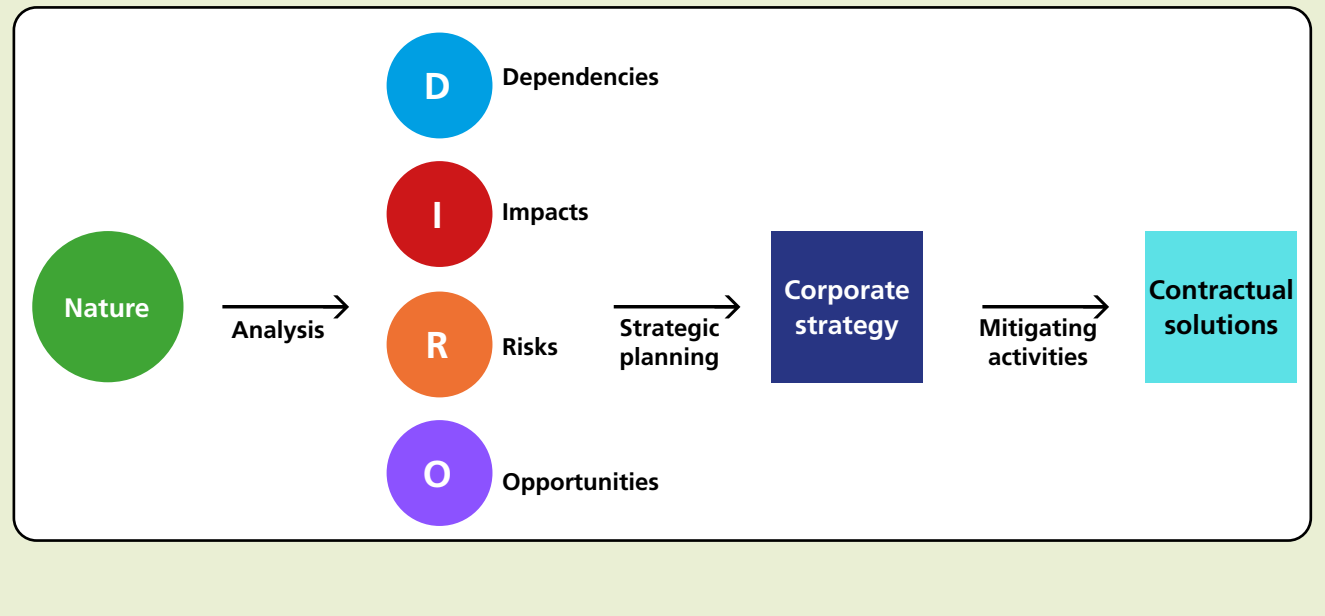 Nature
Analysis
D
Dependencies
I
Impacts
R
Risks
O
Opportunities
Strategic
planning
Corporate
strategy
Mitigating
activities
Contractual
solutions